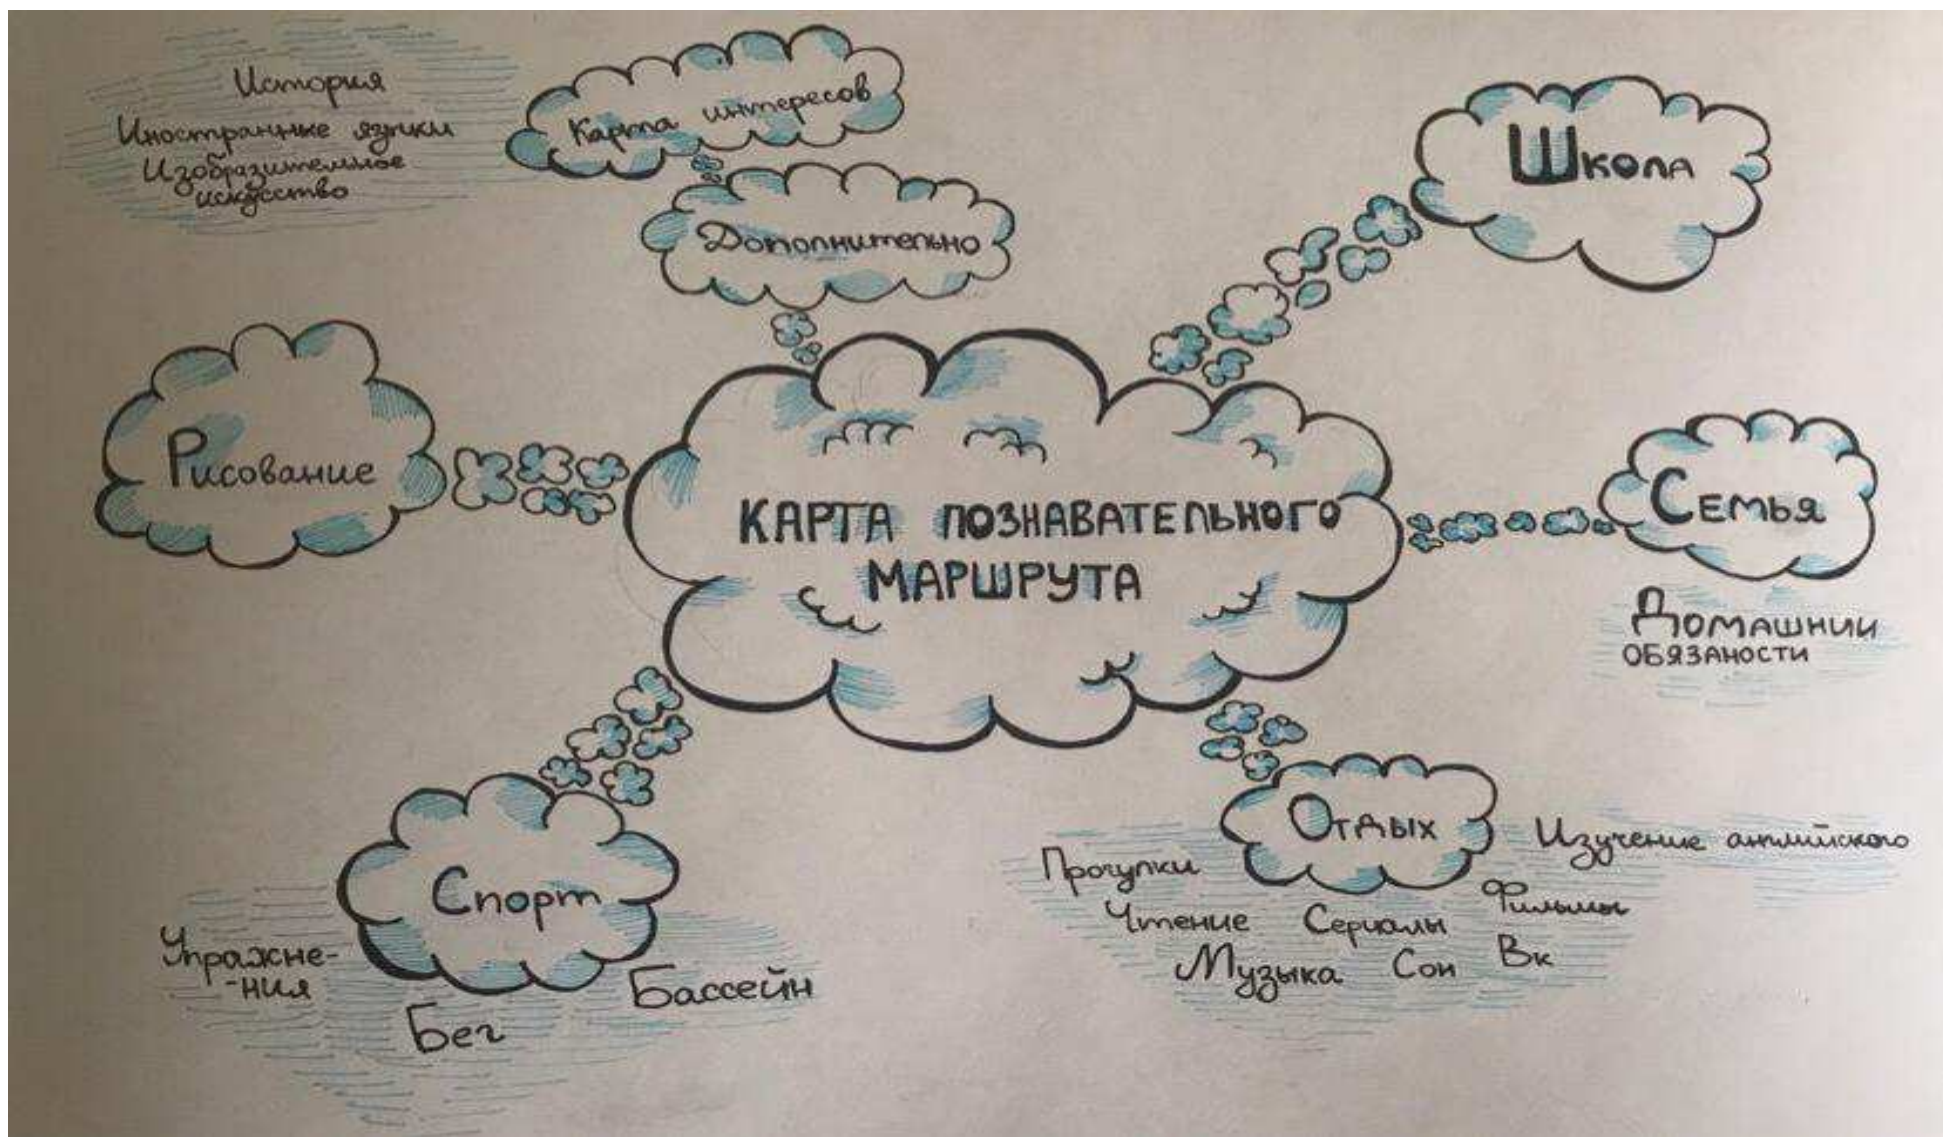 История
Иностранные языки
Изобразительное
искусство
Карта интересов
Дополнительно
Школа
Рисование
КАРТА ПОЗНАВАТЕЛЬНОГО
МАРШРУТА
Семья
Домашнии
обязаности
Спорт
Упражне-
-ния
Бег
Бассейн
Отдых
Прогулки
Изучение английского
Чтение
Сериалы
Фильмы
Музыка
Сон
Вк